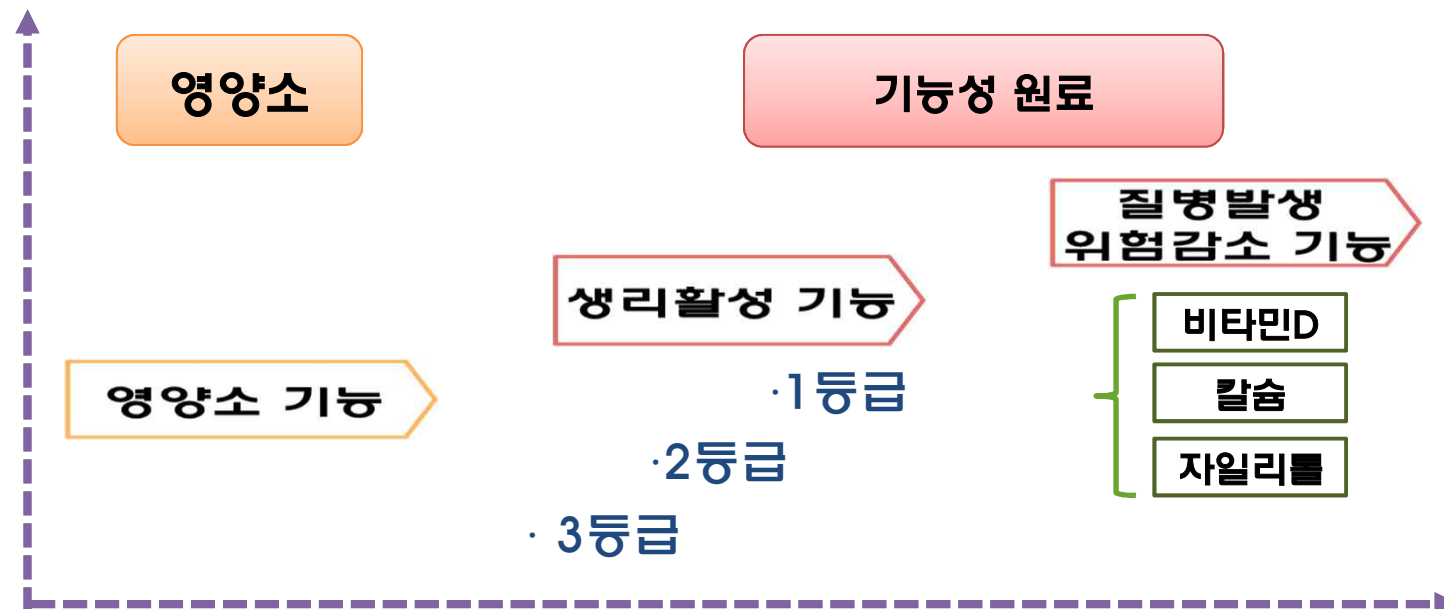 영양소
기능성 원료
질병발생
위험감소 기능
생리활성 기능
영양소 기능
·1등급
·2등급
· 3등급
비타민D
칼슘
자일리톨